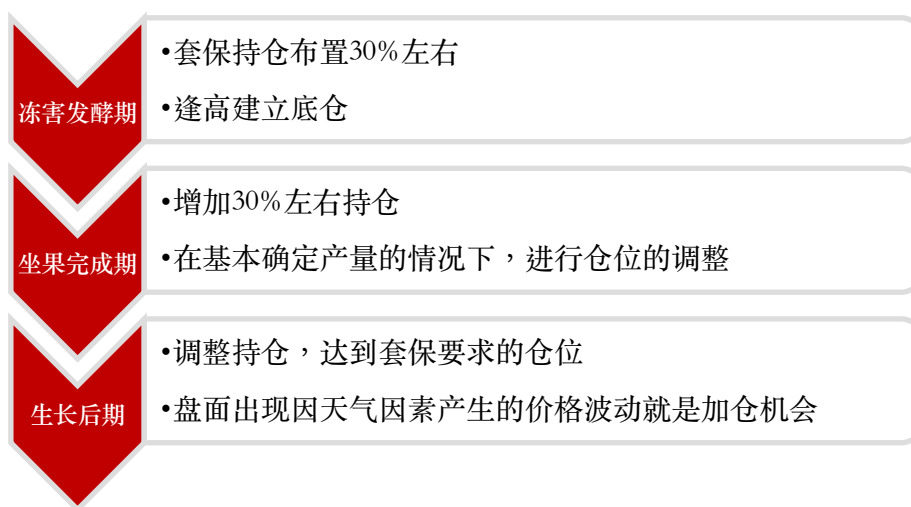 冻害发酵期
•套保持仓布置30%左右
•逢高建立底仓
坐果完成期
•增加30%左右持仓
•在基本确定产量的情况下，进行仓位的调整
生长后期
•调整持仓，达到套保要求的仓位
•盘面出现因天气因素产生的价格波动就是加仓机会